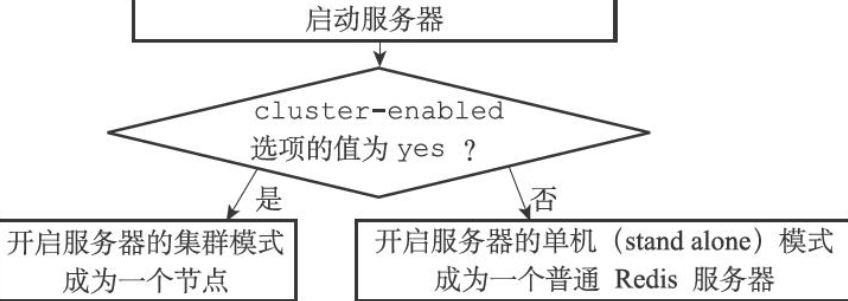 启动服务器
cluster-enabled
选项的值为 yes ？
是
否
开启服务器的集群模式
成为一个节点
开启服务器的单机（stand alone）模式
成为一个普通 Redis 服务器